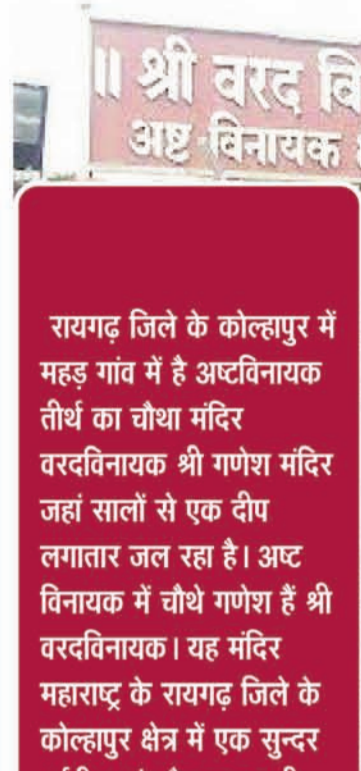 ॥ श्री वरद वि
अष्ट विनायक
रायगढ़ जिले के कोल्हापुर में
महड़ गांव में है अष्टविनायक
तीर्थ का चौथा मंदिर
वरदविनायक श्री गणेश मंदिर
जहां सालों से एक दीप
लगातार जल रहा है। अष्ट
विनायक में चौथे गणेश हैं श्री
वरदविनायक। यह मंदिर
महाराष्ट्र के रायगढ़ जिले के
कोल्हापुर क्षेत्र में एक सुन्दर